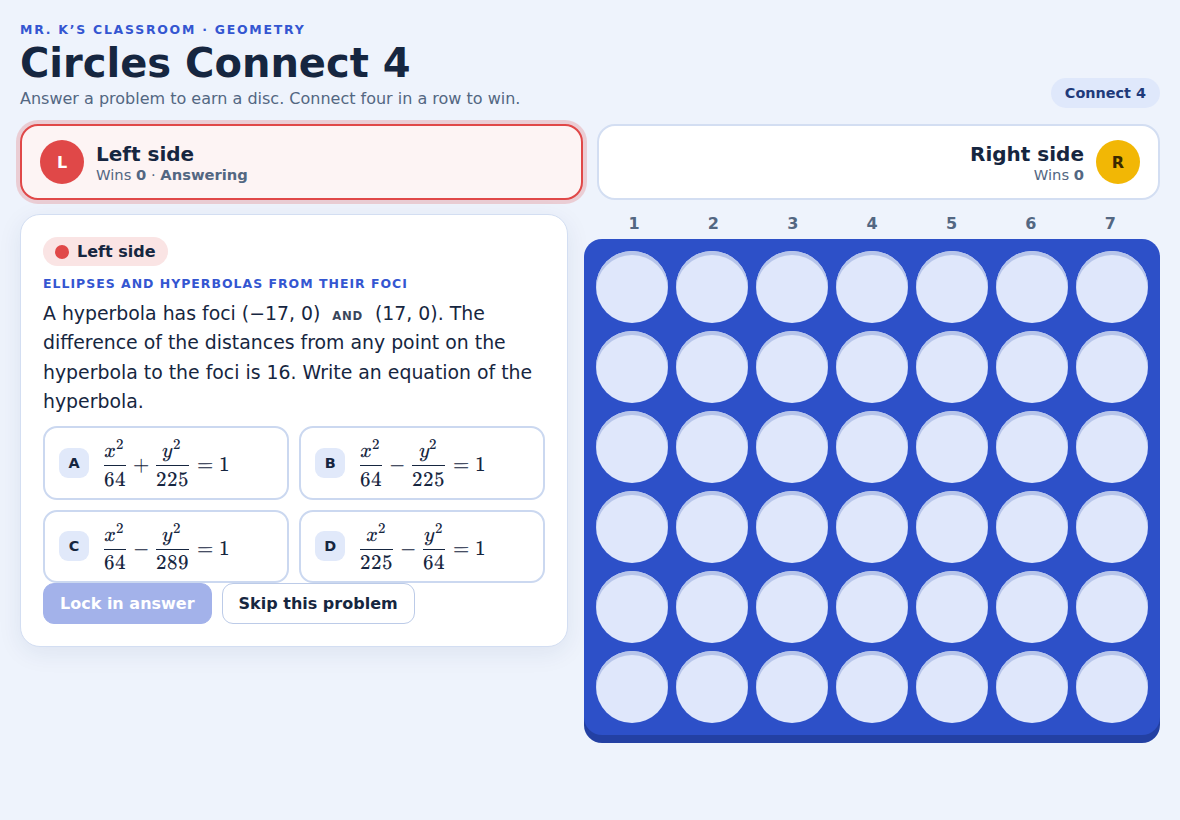 MR. K’S CLASSROOM · GEOMETRY
Circles Connect 4
Answer a problem to earn a disc. Connect four in a row to win.
Connect 4
L
Left side
Wins 0 · Answering
Right side
Wins 0
R
Left side
ELLIPSES AND HYPERBOLAS FROM THEIR FOCI
A hyperbola has foci (−17, 0) AND (17, 0). The
difference of the distances from any point on the
hyperbola to the foci is 16. Write an equation of the
hyperbola.
A x²/64 + y²/225 = 1
B x²/64 − y²/225 = 1
C x²/64 − y²/289 = 1
D x²/225 − y²/64 = 1
Lock in answer
Skip this problem
1 2 3 4 5 6 7